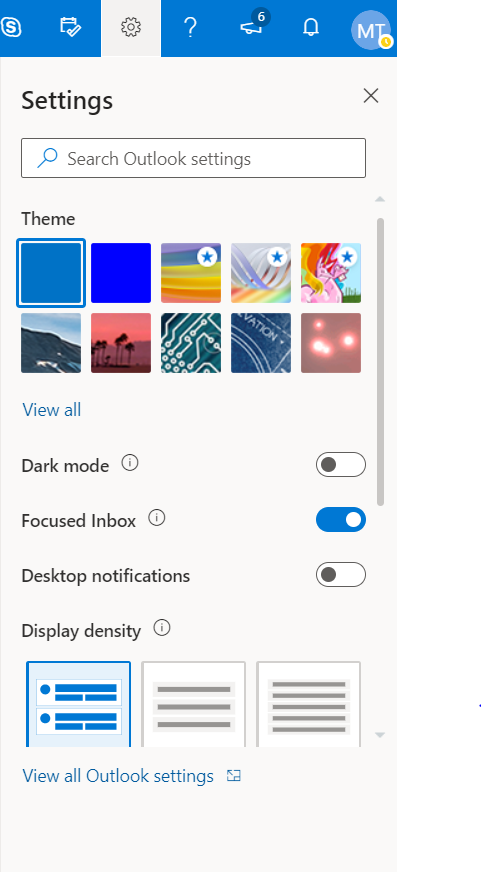 6
MT
Settings
Search Outlook settings
Theme
VATION
View all
Dark mode
Focused Inbox
Desktop notifications
Display density
View all Outlook settings